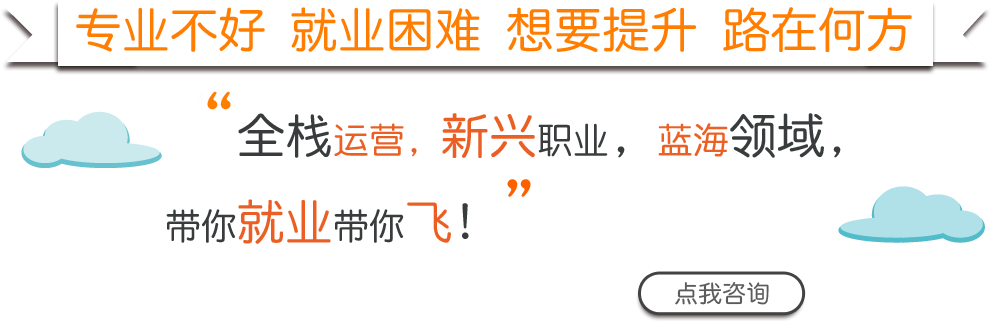 专业不好 就业困难 想要提升 路在何方
“全栈运营，新兴职业，蓝海领域，
带你就业带你飞！”
点我咨询